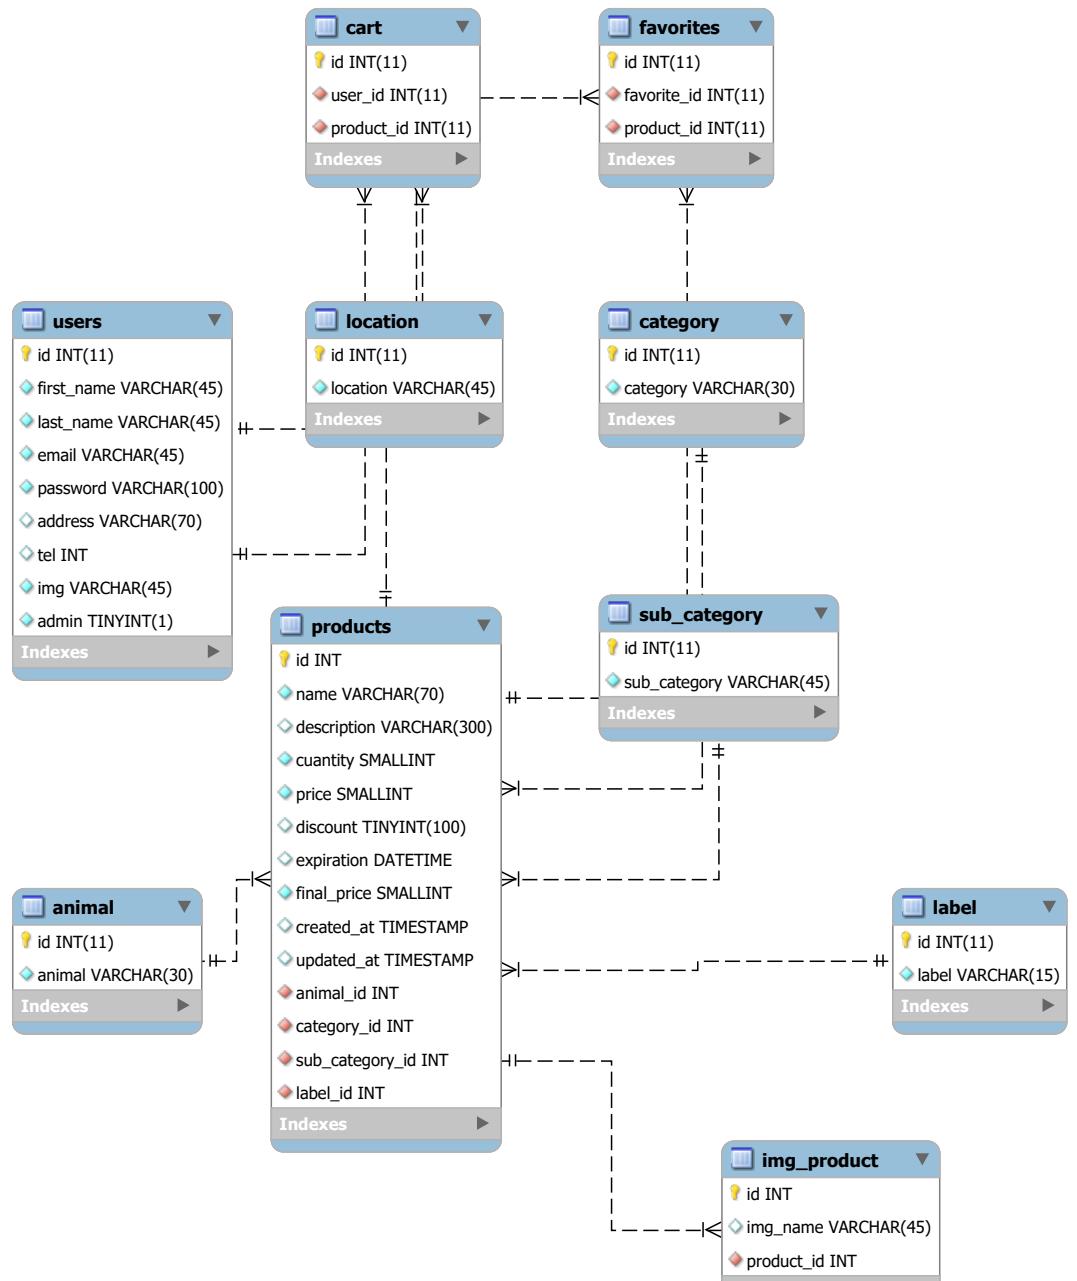 cart
id INT(11)
user_id INT(11)
product_id INT(11)
Indexes
favorites
id INT(11)
favorite_id INT(11)
product_id INT(11)
Indexes
users
id INT(11)
first_name VARCHAR(45)
last_name VARCHAR(45)
email VARCHAR(45)
password VARCHAR(100)
address VARCHAR(70)
tel INT
img VARCHAR(45)
admin TINYINT(1)
Indexes
location
id INT(11)
location VARCHAR(45)
Indexes
category
id INT(11)
category VARCHAR(30)
Indexes
products
id INT
name VARCHAR(70)
description VARCHAR(300)
cuantity SMALLINT
price SMALLINT
discount TINYINT(100)
expiration DATETIME
final_price SMALLINT
created_at TIMESTAMP
updated_at TIMESTAMP
animal_id INT
category_id INT
sub_category_id INT
label_id INT
Indexes
sub_category
id INT(11)
sub_category VARCHAR(45)
Indexes
animal
id INT(11)
animal VARCHAR(30)
Indexes
label
id INT(11)
label VARCHAR(15)
Indexes
img_product
id INT
img_name VARCHAR(45)
product_id INT